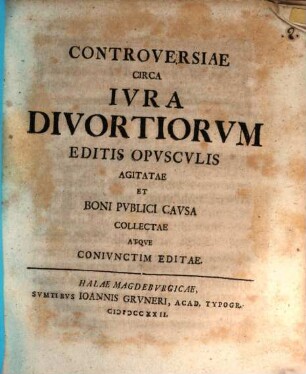 CONTROVERSIAE
CIRCA
IVRA
DIVORTIORVM
EDITIS OPVSCVLIS
AGITATAE
ET
BONI PVBLICI CAVSA
COLLECTAE
ATQVE
CONIVNCTIM EDITAE.
HALAE MAGDEBVRGICAE,
SVMTIBVS IOANNIS GRVNERI, ACAD. TYPOGR.
CIƆIƆCCXXII.